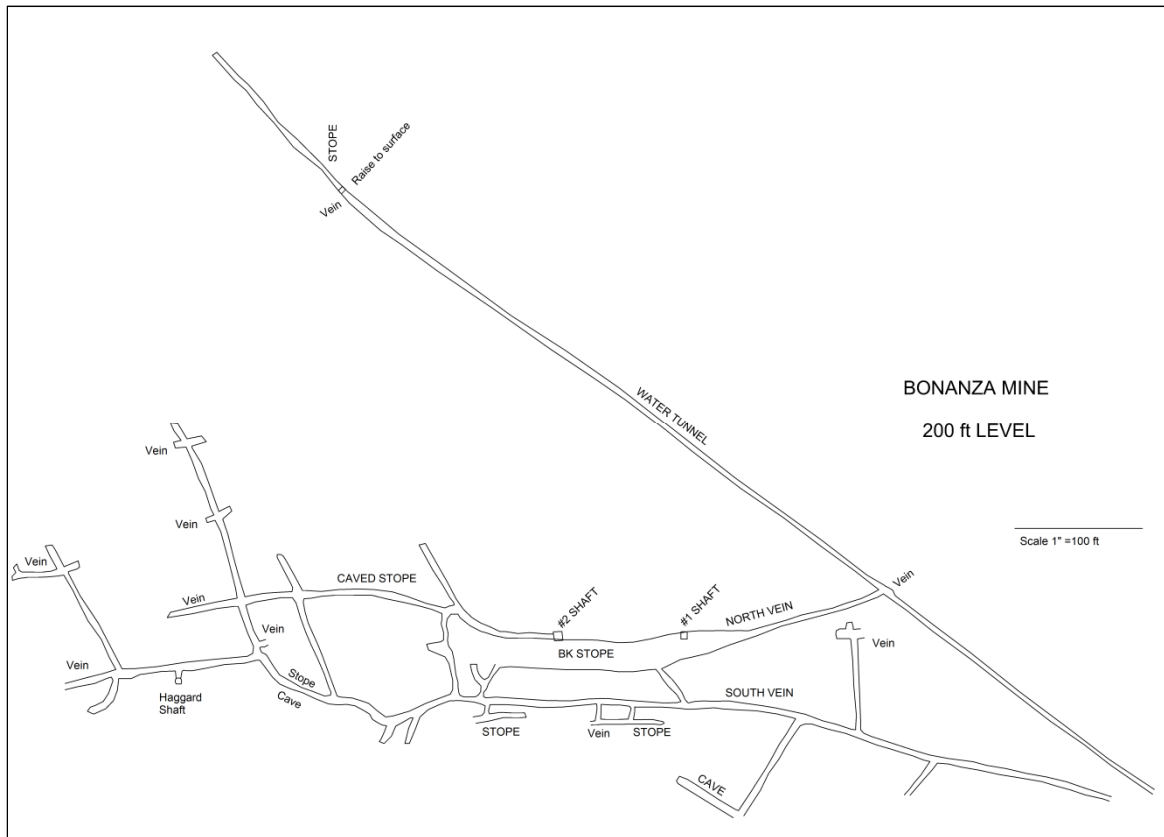 STOPE
Raise to surface
Vein
WATER TUNNEL
BONANZA MINE
200 ft LEVEL
Scale 1" =100 ft
Vein
Vein
Vein
CAVED STOPE
Vein
#2 SHAFT
#1 SHAFT
NORTH VEIN
Vein
Vein
Vein
BK STOPE
Vein
Vein
Stope
Cave
Haggard
Shaft
SOUTH VEIN
STOPE
Vein
STOPE
CAVE